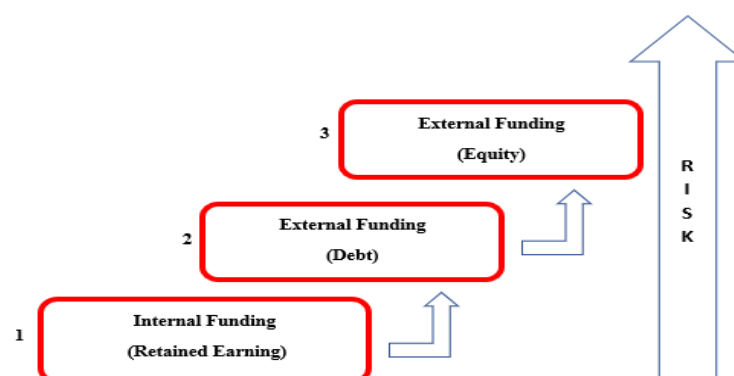 3
External Funding
(Equity)
2
External Funding
(Debt)
1
Internal Funding
(Retained Earning)
R
I
S
K